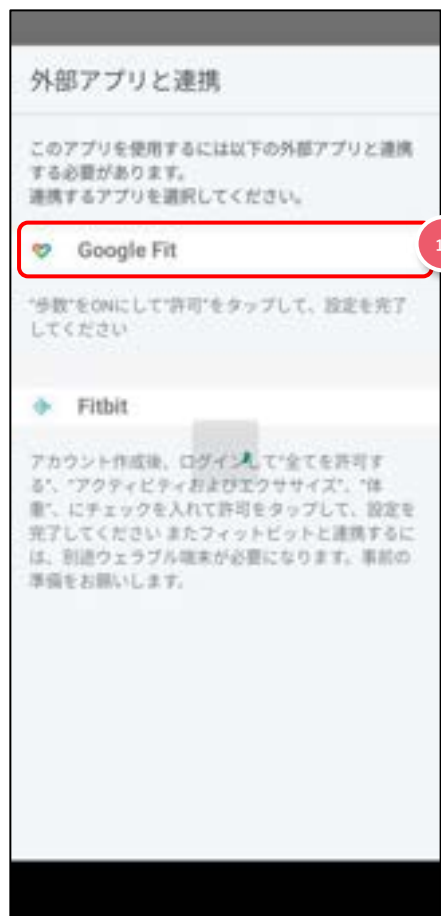 外部アプリと連携
このアプリを使用するには以下の外部アプリと連携
する必要があります。
連携するアプリを選択してください。
Google Fit
1
"歩数"をONにして"許可"をタップして、設定を完了
してください
Fitbit
アカウント作成後、ログインして"全てを許可す
る"、"アクティビティおよびエクササイズ"、"体
重"、にチェックを入れて許可をタップして、設定を
完了してください またフィットビットと連携するに
は、別途ウェラブル端末が必要になります。事前の
準備をお願いします。